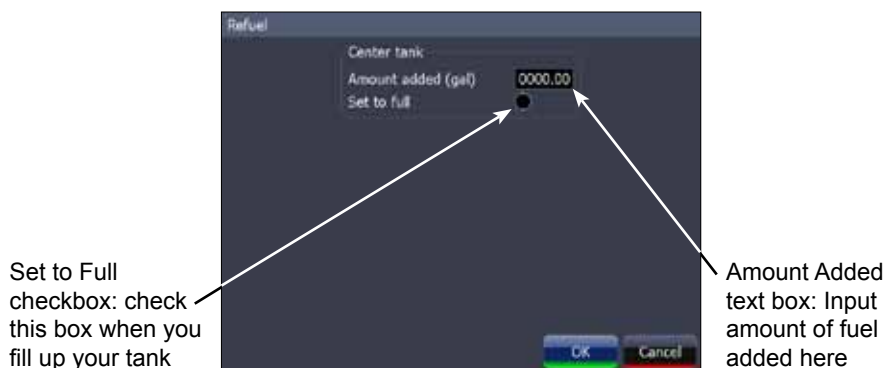 Refuel
Center tank
Amount added (gal) 0000.00
Set to full
Set to Full
checkbox: check
this box when you
fill up your tank
Amount Added
text box: Input
amount of fuel
added here
OK Cancel